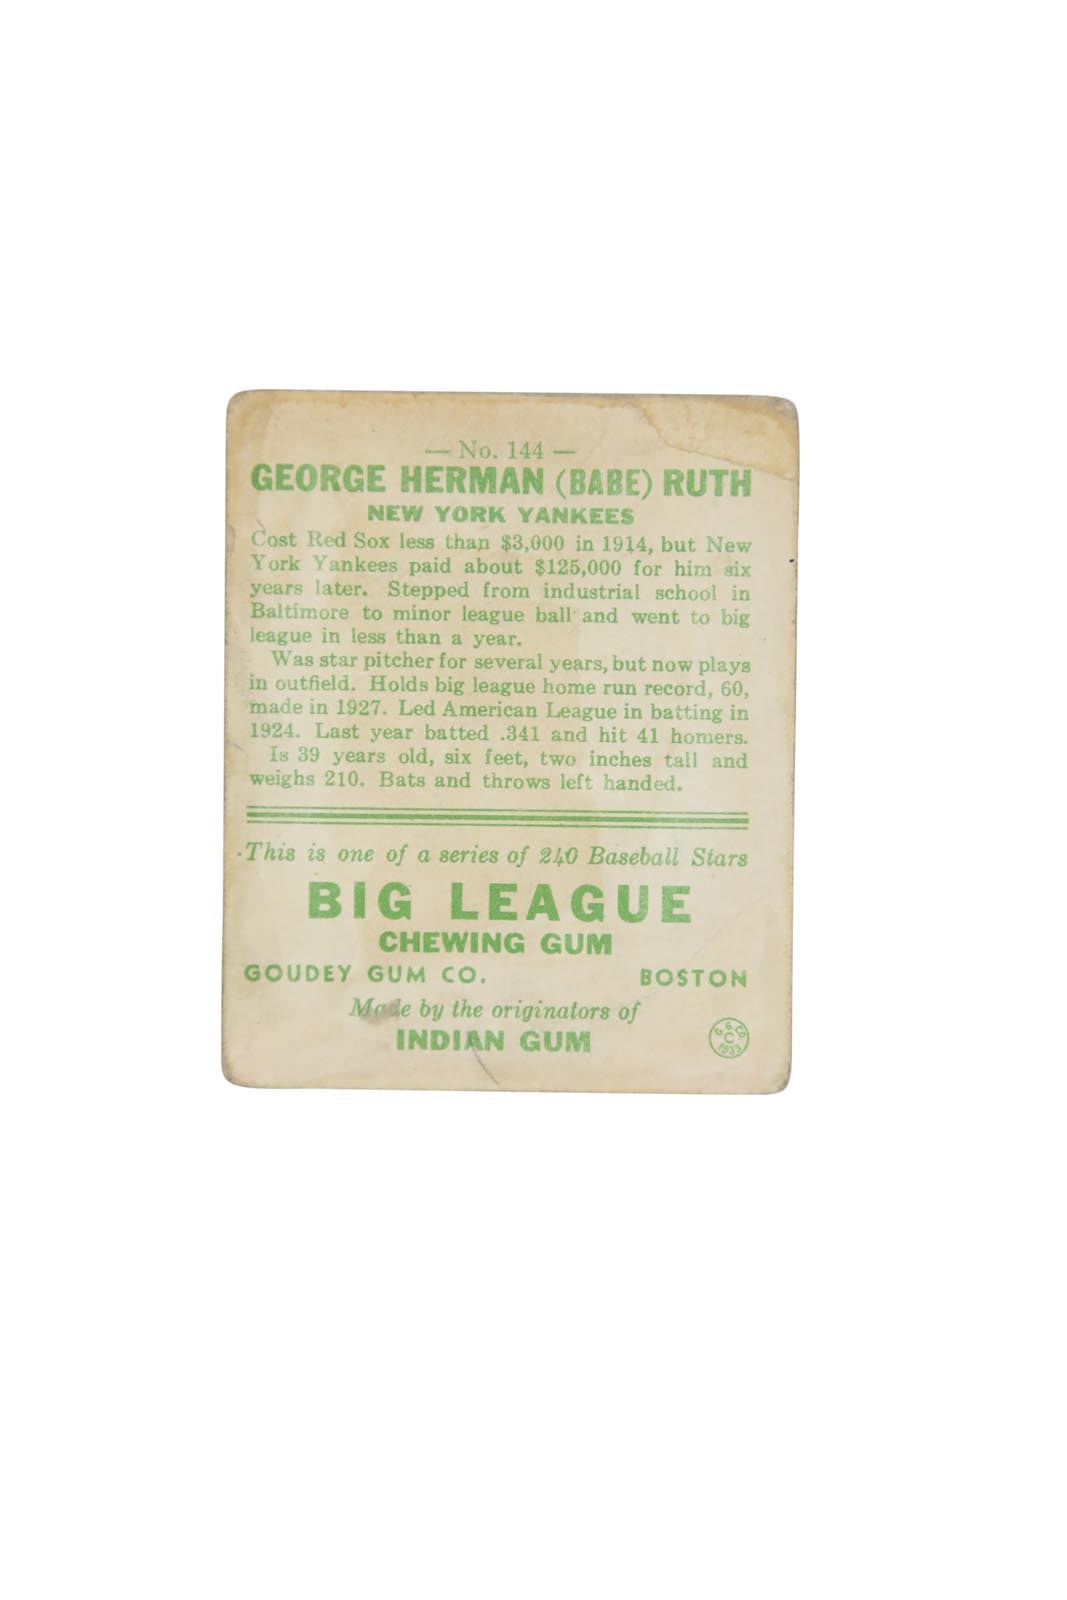 — No. 144 —
GEORGE HERMAN (BABE) RUTH
NEW YORK YANKEES
Cost Red Sox less than $3,000 in 1914, but New
York Yankees paid about $125,000 for him six
years later. Stepped from industrial school in
Baltimore to minor league ball and went to big
league in less than a year.
Was star pitcher for several years, but now plays
in outfield. Holds big league home run record, 60,
made in 1927. Led American League in batting in
1924. Last year batted .341 and hit 41 homers.
Is 39 years old, six feet, two inches tall and
weighs 210. Bats and throws left handed.
This is one of a series of 240 Baseball Stars
BIG LEAGUE
CHEWING GUM
GOUDEY GUM CO. BOSTON
Made by the originators of
INDIAN GUM
G. G. CO.
C
1933